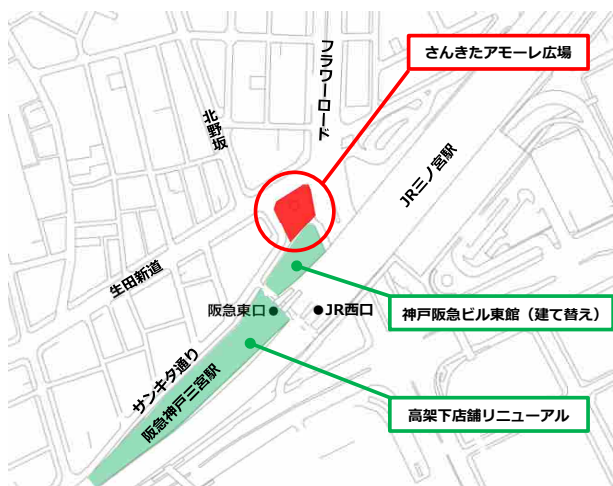 さんきたアモーレ広場
フラワーロード
北野坂
JR三ノ宮駅
生田新道
阪急東口
JR西口
神戸阪急ビル東館（建て替え）
サンキタ通り
阪急神戸三宮駅
高架下店舗リニューアル